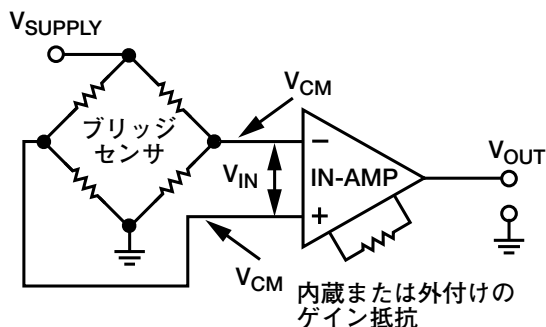 VSUPPLY
VCM
ブリッジ
センサ
VIN
−
IN-AMP
+
VOUT
VCM
内蔵または外付けの
ゲイン抵抗